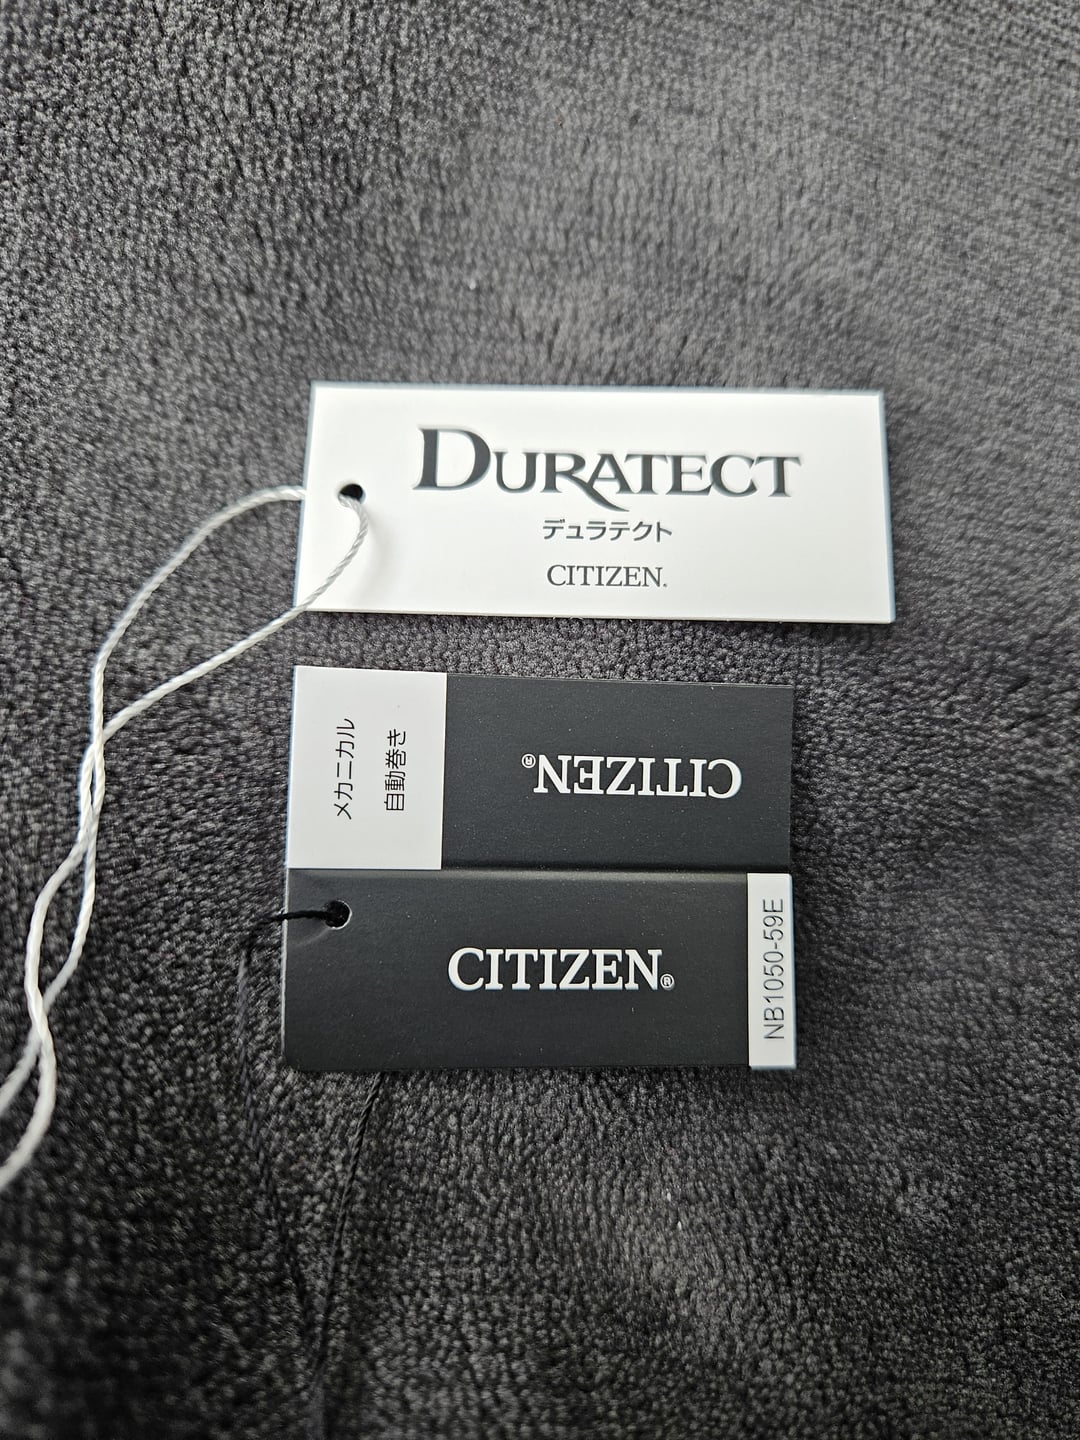 DURATECT
デュラテクト
CITIZEN.
メカニカル
自動巻き
CITIZEN®
CITIZEN®
NB1050-59E